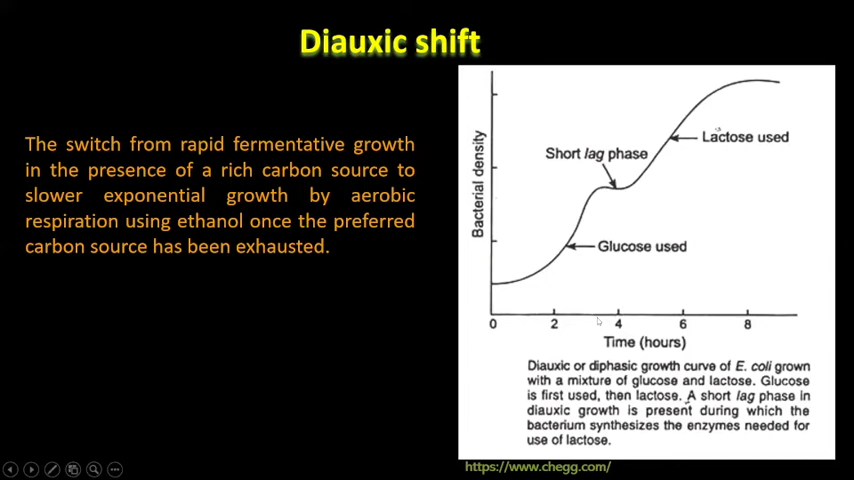 Diauxic shift
The switch from rapid fermentative growth
in the presence of a rich carbon source to
slower exponential growth by aerobic
respiration using ethanol once the preferred
carbon source has been exhausted.
Bacterial density
Short lag phase
Lactose used
Glucose used
0 2 4 6 8
Time (hours)
Diauxic or diphasic growth curve of E. coli grown
with a mixture of glucose and lactose. Glucose
is first used, then lactose. A short lag phase in
diauxic growth is present during which the
bacterium synthesizes the enzymes needed for
use of lactose.
https://www.chegg.com/